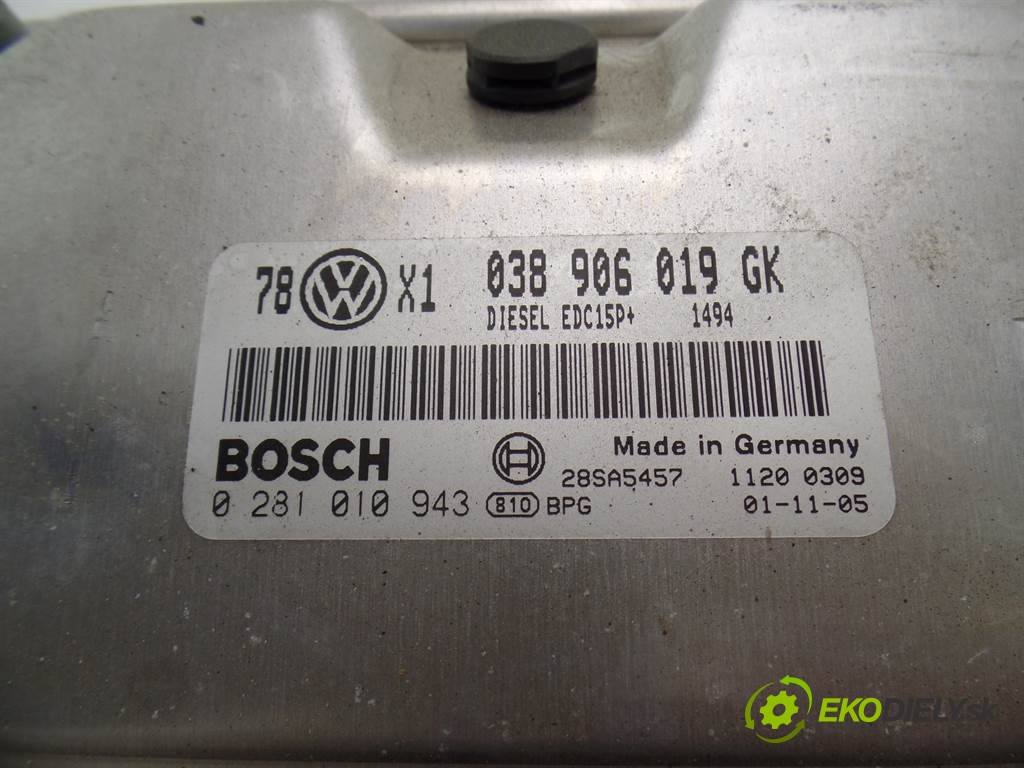 78 VW X1 038 906 019 GK
DIESEL EDC15P+ 1494
BOSCH Made in Germany
28SA5457 1120 0309
0 281 010 943 810 BPG 01-11-05
EKODIELY.sk